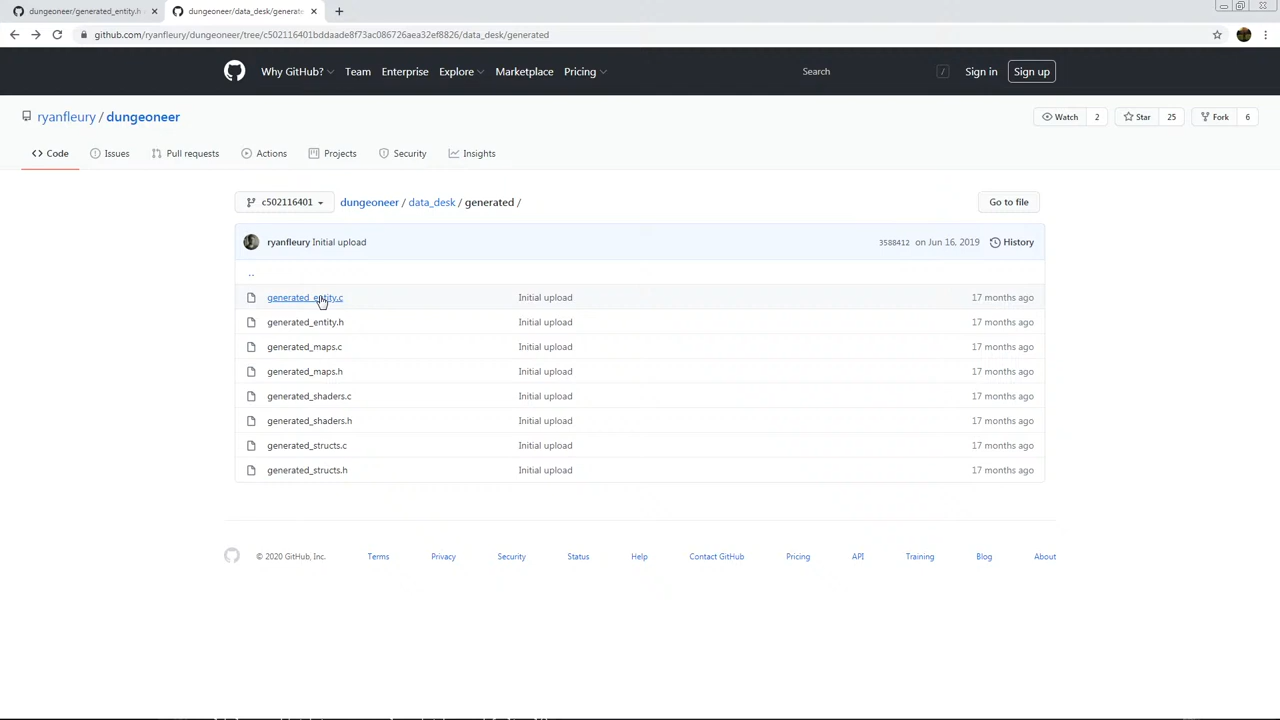 dungeoneer/generated_entity.h
dungeoneer/data_desk/generate
github.com/ryanfleury/dungeoneer/tree/c502116401bddaade8f73ac086726aea32ef8826/data_desk/generated
Why GitHub? Team Enterprise Explore Marketplace Pricing Search / Sign in Sign up
ryanfleury / dungeoneer Watch 2 Star 25 Fork 6
Code Issues Pull requests Actions Projects Security Insights
c502116401 dungeoneer / data_desk / generated / Go to file
ryanfleury Initial upload 3588412 on Jun 16, 2019 History
..
generated_entity.c Initial upload 17 months ago
generated_entity.h Initial upload 17 months ago
generated_maps.c Initial upload 17 months ago
generated_maps.h Initial upload 17 months ago
generated_shaders.c Initial upload 17 months ago
generated_shaders.h Initial upload 17 months ago
generated_structs.c Initial upload 17 months ago
generated_structs.h Initial upload 17 months ago
© 2020 GitHub, Inc. Terms Privacy Security Status Help Contact GitHub Pricing API Training Blog About